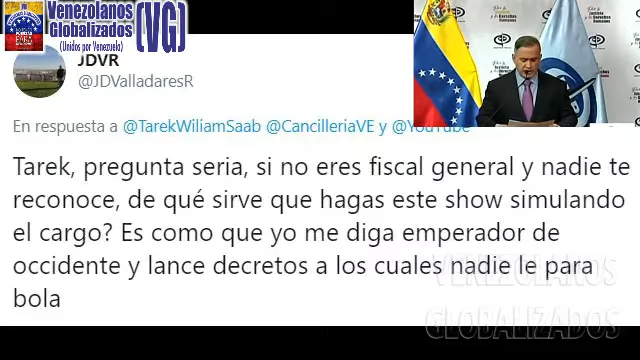 Venezolanos
Globalizados
(Unidos por Venezuela) (VG)
JDVR
@JDValladaresR
En respuesta a @TarekWiliamSaab @CancilleriaVE y @YouTube
Tarek, pregunta seria, si no eres fiscal general y nadie te
reconoce, de qué sirve que hagas este show simulando
el cargo? Es como que yo me diga emperador de
occidente y lance decretos a los cuales nadie le para
bola
VENEZOLANOS
GLOBALIZADOS